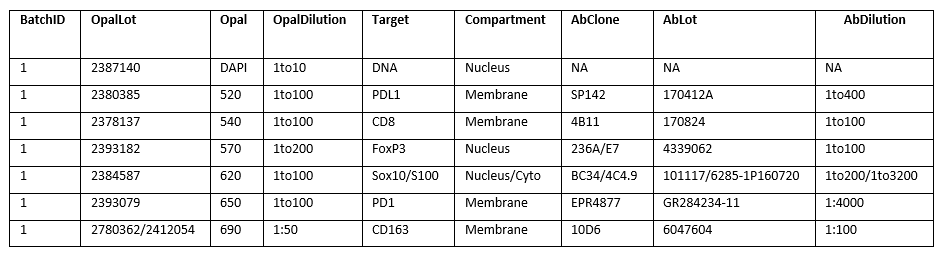 BatchID OpalLot Opal OpalDilution Target Compartment AbClone AbLot AbDilution
1 2387140 DAPI 1to10 DNA Nucleus NA NA NA
1 2380385 520 1to100 PDL1 Membrane SP142 170412A 1to400
1 2378137 540 1to100 CD8 Membrane 4B11 170824 1to100
1 2393182 570 1to200 FoxP3 Nucleus 236A/E7 4339062 1to100
1 2384587 620 1to100 Sox10/S100 Nucleus/Cyto BC34/4C4.9 101117/6285-1P160720 1to200/1to3200
1 2393079 650 1to100 PD1 Membrane EPR4877 GR284234-11 1:4000
1 2780362/2412054 690 1:50 CD163 Membrane 10D6 6047604 1:100